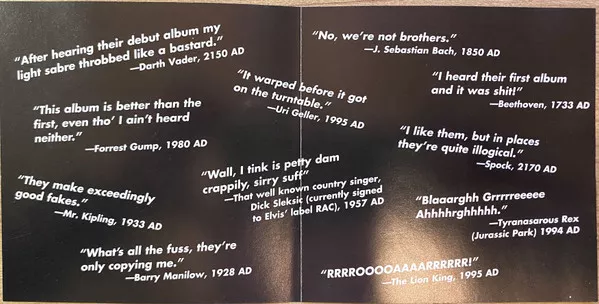 “After hearing their debut album my
light sabre throbbed like a bastard.”
—Darth Vader, 2150 AD
“This album is better than the
first, even tho’ I ain’t heard
neither.”
—Forrest Gump, 1980 AD
“They make exceedingly
good fakes.”
—Mr. Kipling, 1933 AD
“What’s all the fuss, they’re
only copying me.”
—Barry Manilow, 1928 AD
“It warped before it got
on the turntable.”
—Uri Geller, 1995 AD
“Wall, I tink is petty dam
crappily, sirry suff”
—That well known country singer,
Dick Sleksic (currently signed
to Elvis’ label RAC), 1957 AD
“No, we’re not brothers.”
—J. Sebastian Bach, 1850 AD
“I heard their first album
and it was shit!”
—Beethoven, 1733 AD
“I like them, but in places
they’re quite illogical.”
—Spock, 2170 AD
“Blaaarghh Grrrrreeeee
Ahhhhrghhhhh.”
—Tyranasarous Rex
(Jurassic Park) 1994 AD
“RRRROOOOAAAARRRRRR!”
—The Lion King, 1995 AD